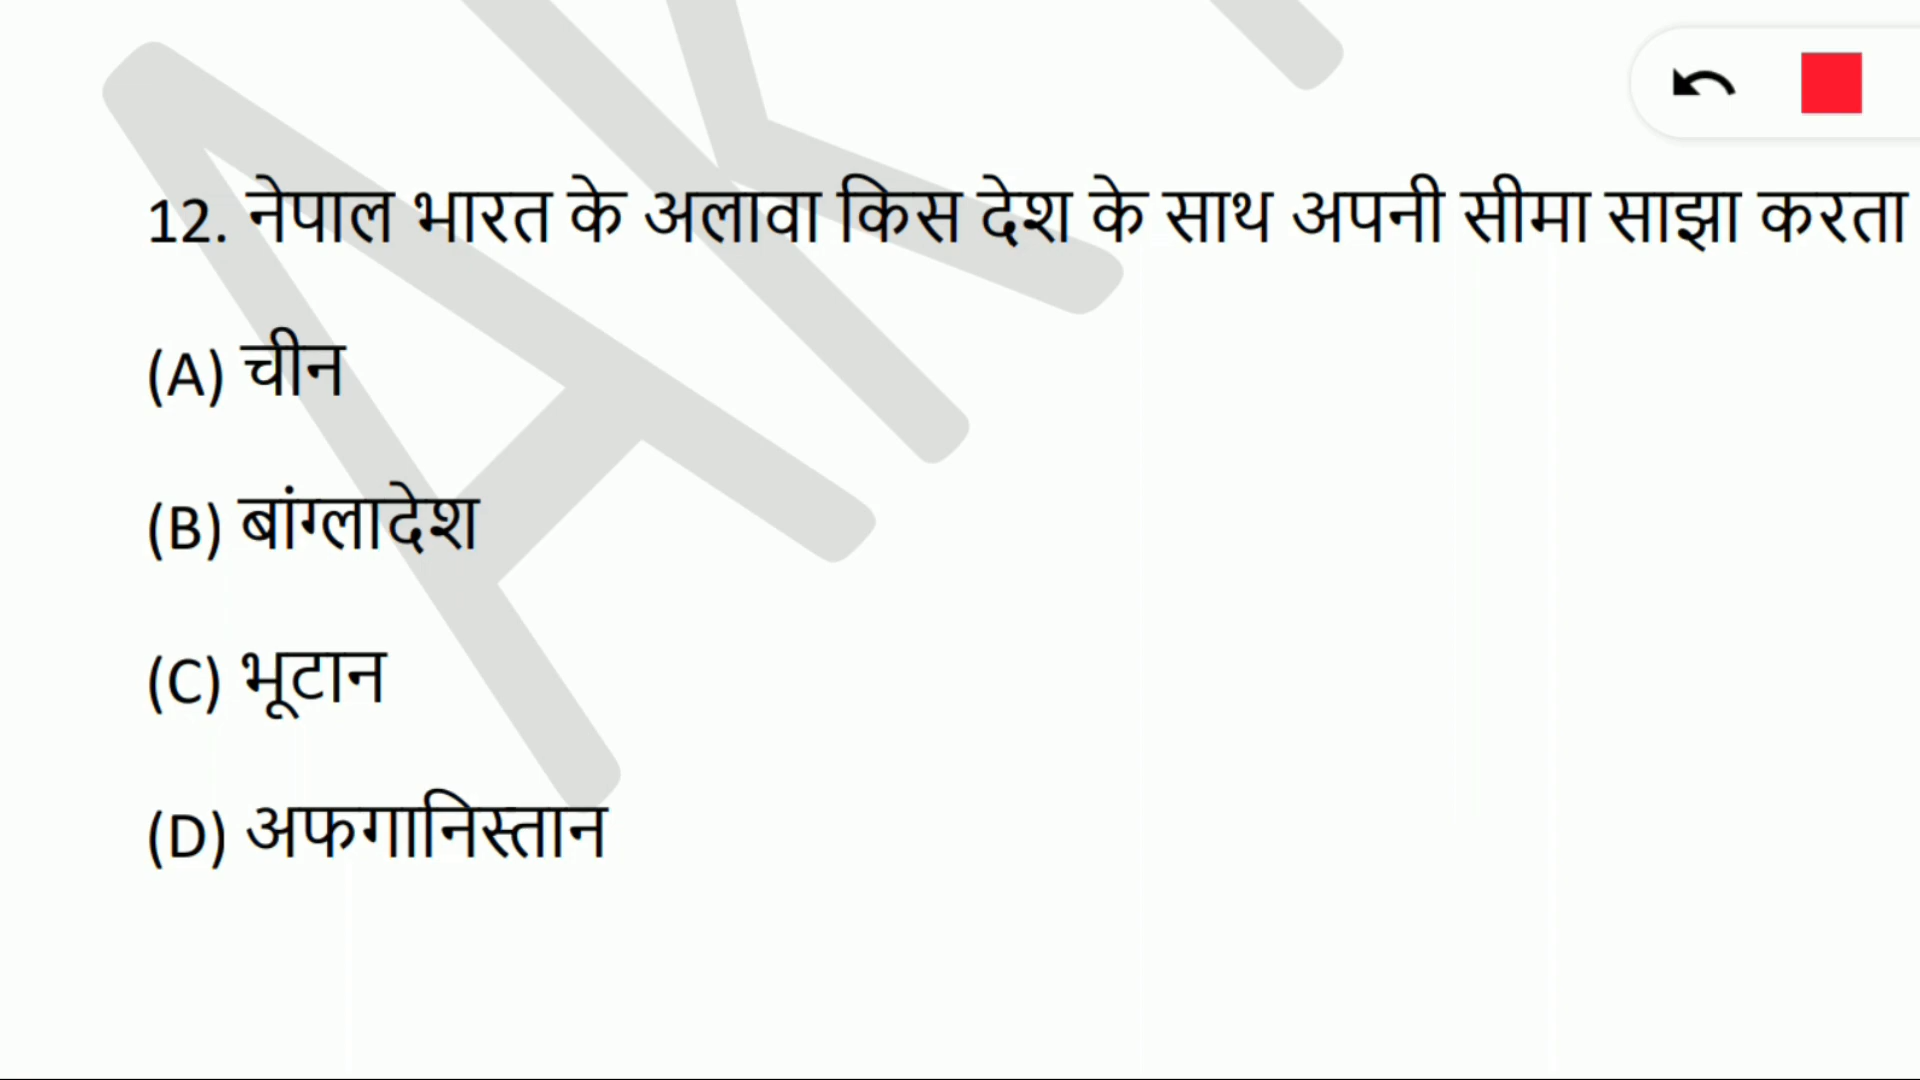 12. नेपाल भारत के अलावा किस देश के साथ अपनी सीमा साझा करता
(A) चीन
(B) बांग्लादेश
(C) भूटान
(D) अफगानिस्तान